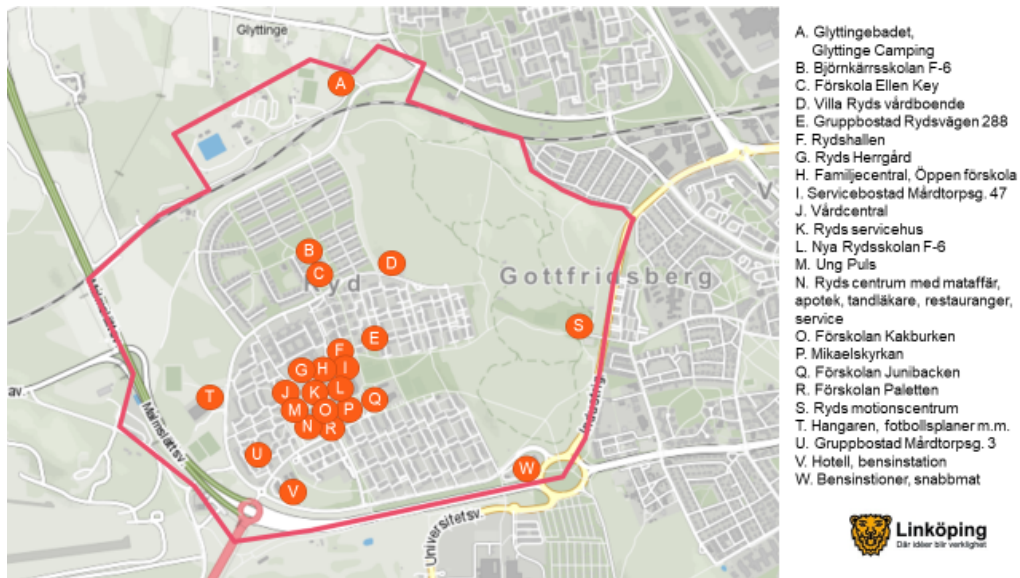 Glyttinge
A
B
C
D
Ryd
Gottfridsberg
V
S
E
F
G
H
I
J
K
L
M
O
P
Q
N
R
T
U
V
W
av.
Malmslättsv.
Industrig
Universitetsv.
A. Glyttingebadet,
Glyttinge Camping
B. Björnkärrsskolan F-6
C. Förskola Ellen Key
D. Villa Ryds vårdboende
E. Gruppbostad Rydsvägen 288
F. Rydshallen
G. Ryds Herrgård
H. Familjecentral, Öppen förskola
I. Servicebostad Mårdtorpsg. 47
J. Vårdcentral
K. Ryds servicehus
L. Nya Rydsskolan F-6
M. Ung Puls
N. Ryds centrum med mataffär,
apotek, tandläkare, restauranger,
service
O. Förskolan Kakburken
P. Mikaelskyrkan
Q. Förskolan Junibacken
R. Förskolan Paletten
S. Ryds motionscentrum
T. Hangaren, fotbollsplaner m.m.
U. Gruppbostad Mårdtorpsg. 3
V. Hotell, bensinstation
W. Bensinstioner, snabbmat
Linköping
Där idéer blir verklighet